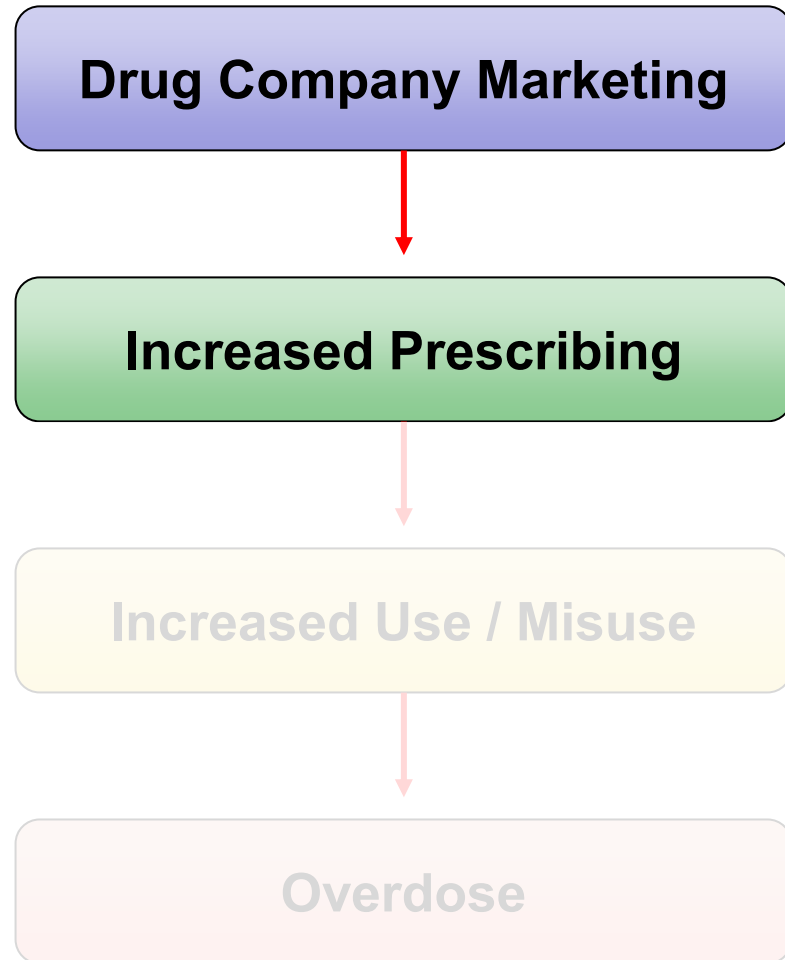 Drug Company Marketing
Increased Prescribing
Increased Use / Misuse
Overdose